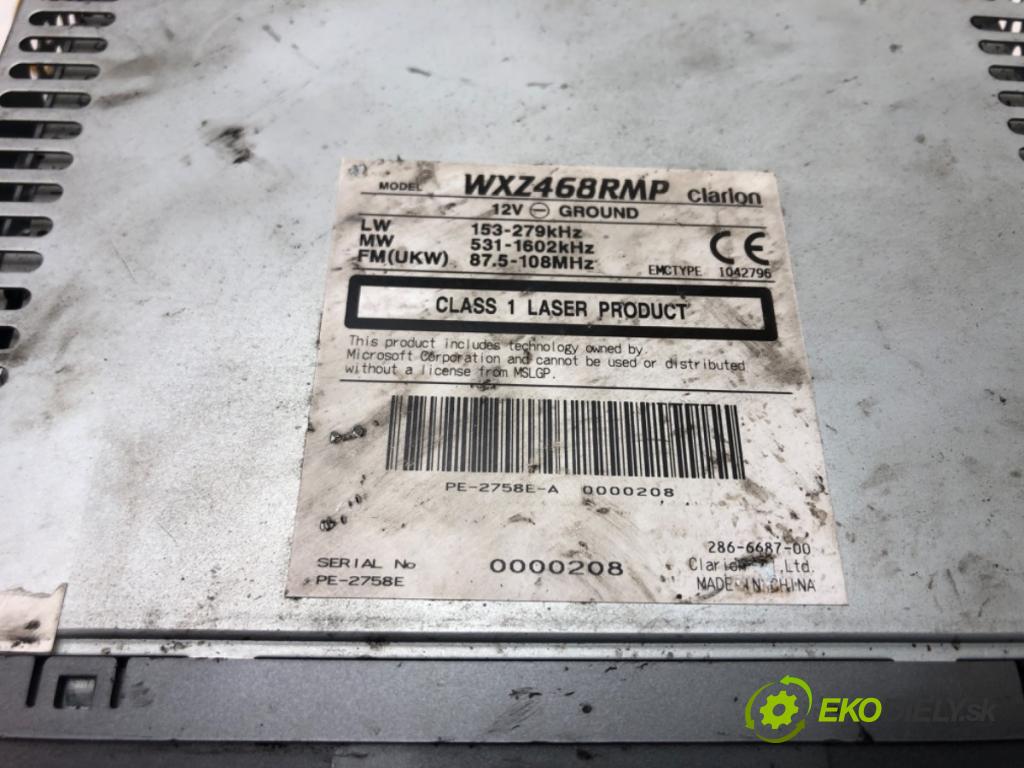 MODEL WXZ468RMP clarion
12V ⊖ GROUND
LW 153-279kHz
MW 531-1602kHz
FM(UKW) 87.5-108MHz
CE
EMCTYPE 1042796
CLASS 1 LASER PRODUCT
This product includes technology owned by
Microsoft Corporation and cannot be used or distributed
without a license from MSLGP.
PE-2758E-A 0000208
286-6687-00
SERIAL No 0000208
PE-2758E
Clarion Ltd.
MADE IN CHINA
EKODIELY.sk